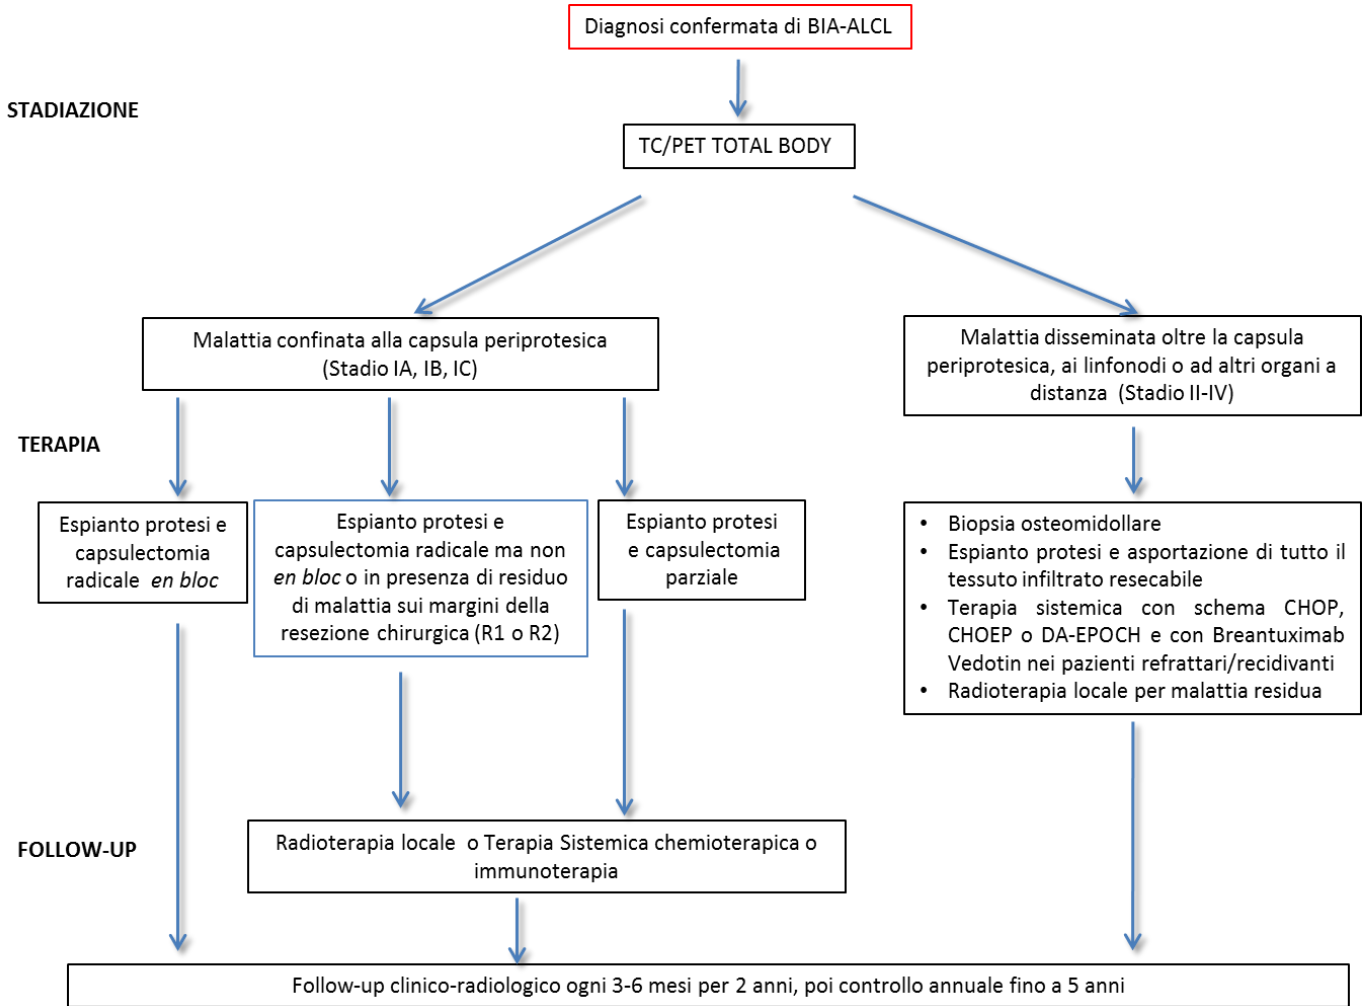 Diagnosi confermata di BIA-ALCL
STADIAZIONE
TC/PET TOTAL BODY
Malattia confinata alla capsula periprotesica
(Stadio IA, IB, IC)
Malattia disseminata oltre la capsula
periprotesica, ai linfonodi o ad altri organi a
distanza (Stadio II-IV)
TERAPIA
Espianto protesi e
capsulectomia
radicale en bloc
Espianto protesi e
capsulectomia radicale ma non
en bloc o in presenza di residuo
di malattia sui margini della
resezione chirurgica (R1 o R2)
Espianto protesi
e capsulectomia
parziale
• Biopsia osteomidollare
• Espianto protesi e asportazione di tutto il
tessuto infiltrato resecabile
• Terapia sistemica con schema CHOP,
CHOEP o DA-EPOCH e con Breantuximab
Vedotin nei pazienti refrattari/recidivanti
• Radioterapia locale per malattia residua
FOLLOW-UP
Radioterapia locale o Terapia Sistemica chemioterapica o
immunoterapia
Follow-up clinico-radiologico ogni 3-6 mesi per 2 anni, poi controllo annuale fino a 5 anni